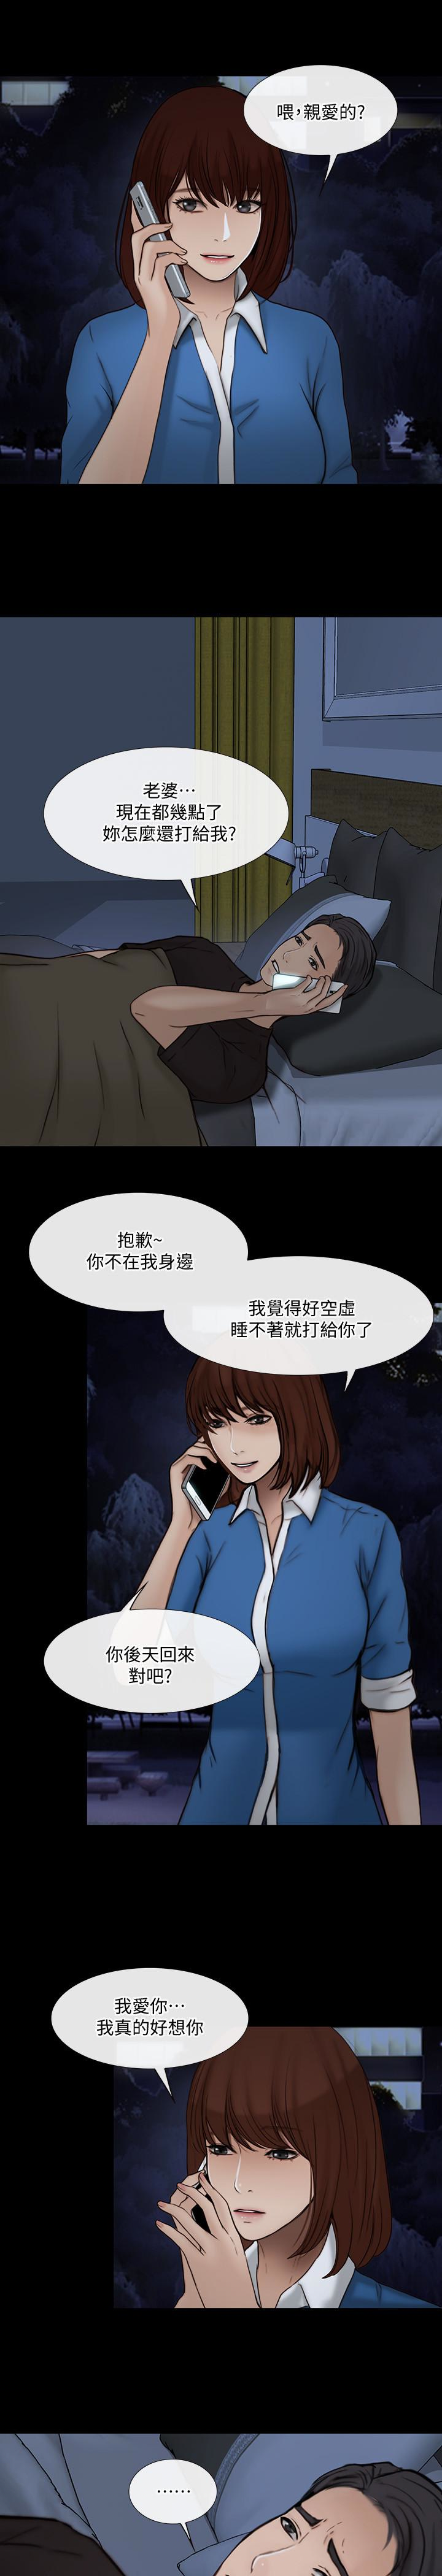 喂，親愛的?
老婆⋯
現在都幾點了
妳怎麼還打給我?
抱歉~
你不在我身邊
我覺得好空虛
睡不著就打給你了
你後天回來
對吧?
我愛你⋯
我真的好想你
⋯⋯